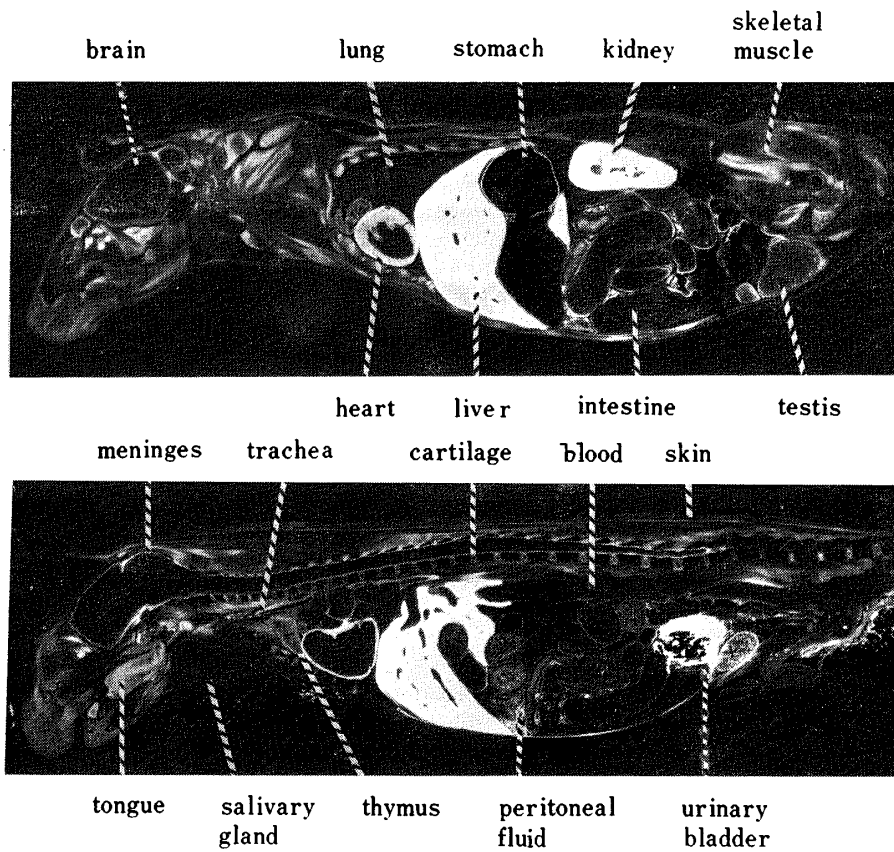 brain lung stomach kidney skeletal muscle
heart liver intestine testis
meninges trachea cartilage blood skin
tongue salivary gland thymus peritoneal fluid urinary bladder